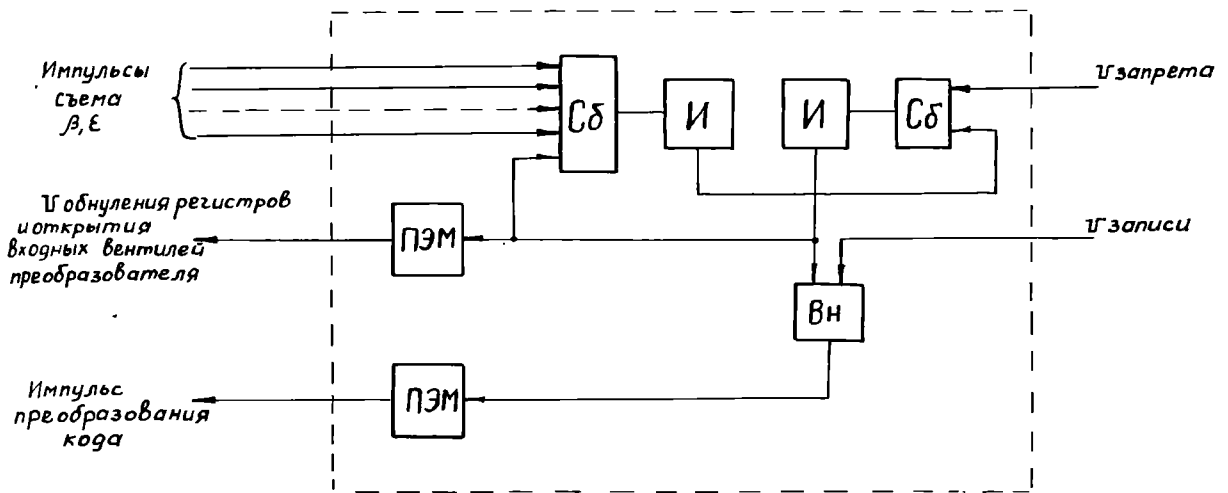 Импульсы
съема
β, ε
Сб
И
И
Сб
U запрета
U обнуления регистров
и открытия
входных вентилей
преобразователя
ПЭМ
U записи
Вн
Импульс
преобразования
кода
ПЭМ